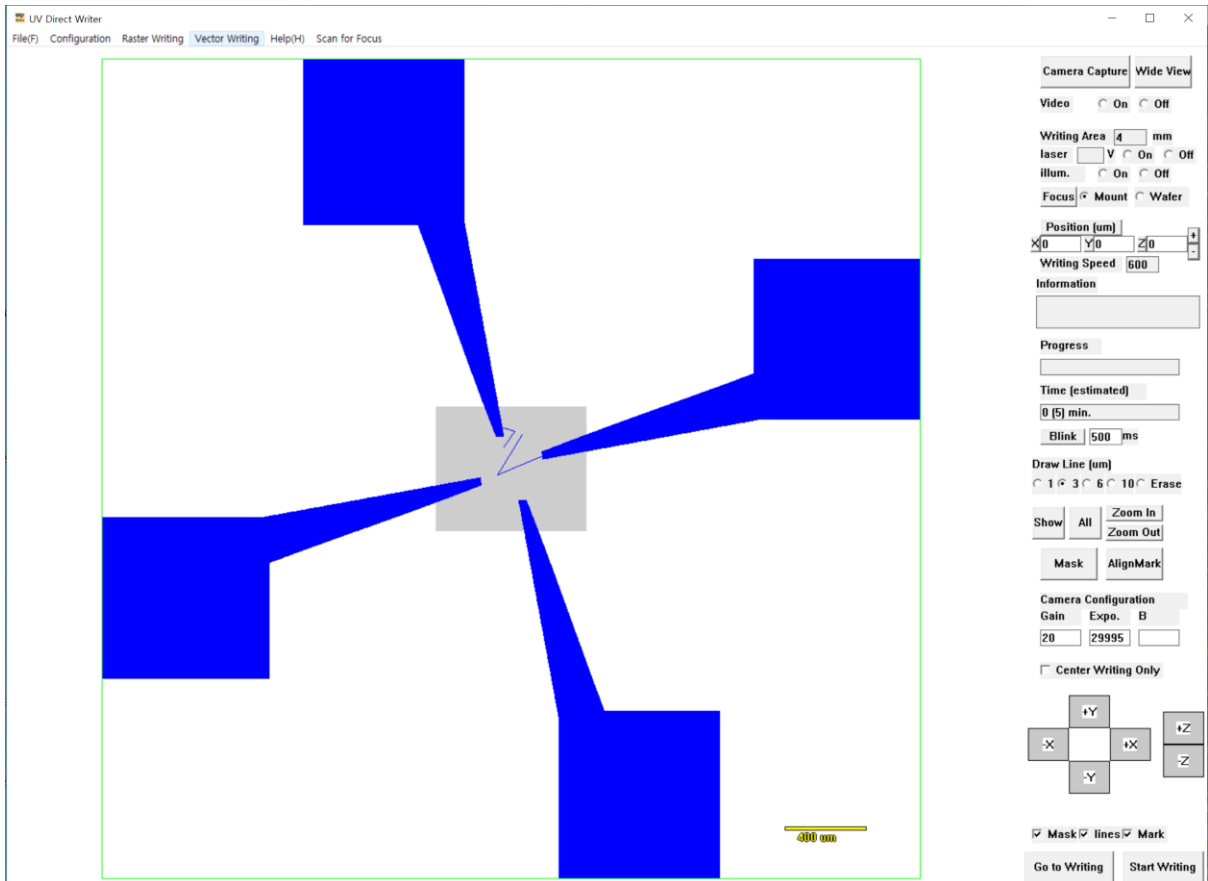 UV Direct Writer
File(F) Configuration Raster Writing Vector Writing Help(H) Scan for Focus
Camera Capture Wide View
Video On Off
Writing Area 4 mm
laser V On Off
illum. On Off
Focus Mount Wafer
Position (um)
X 0 Y 0 Z 0 + -
Writing Speed 600
Information
Progress
Time (estimated)
0 (5) min.
Blink 500 ms
Draw Line (um)
1 3 6 10 Erase
Show All Zoom In
Zoom Out
Mask AlignMark
Camera Configuration
Gain Expo. B
20 29995
Center Writing Only
+Y
-X +X
-Y
+Z
-Z
400 um
Mask lines Mark
Go to Writing Start Writing